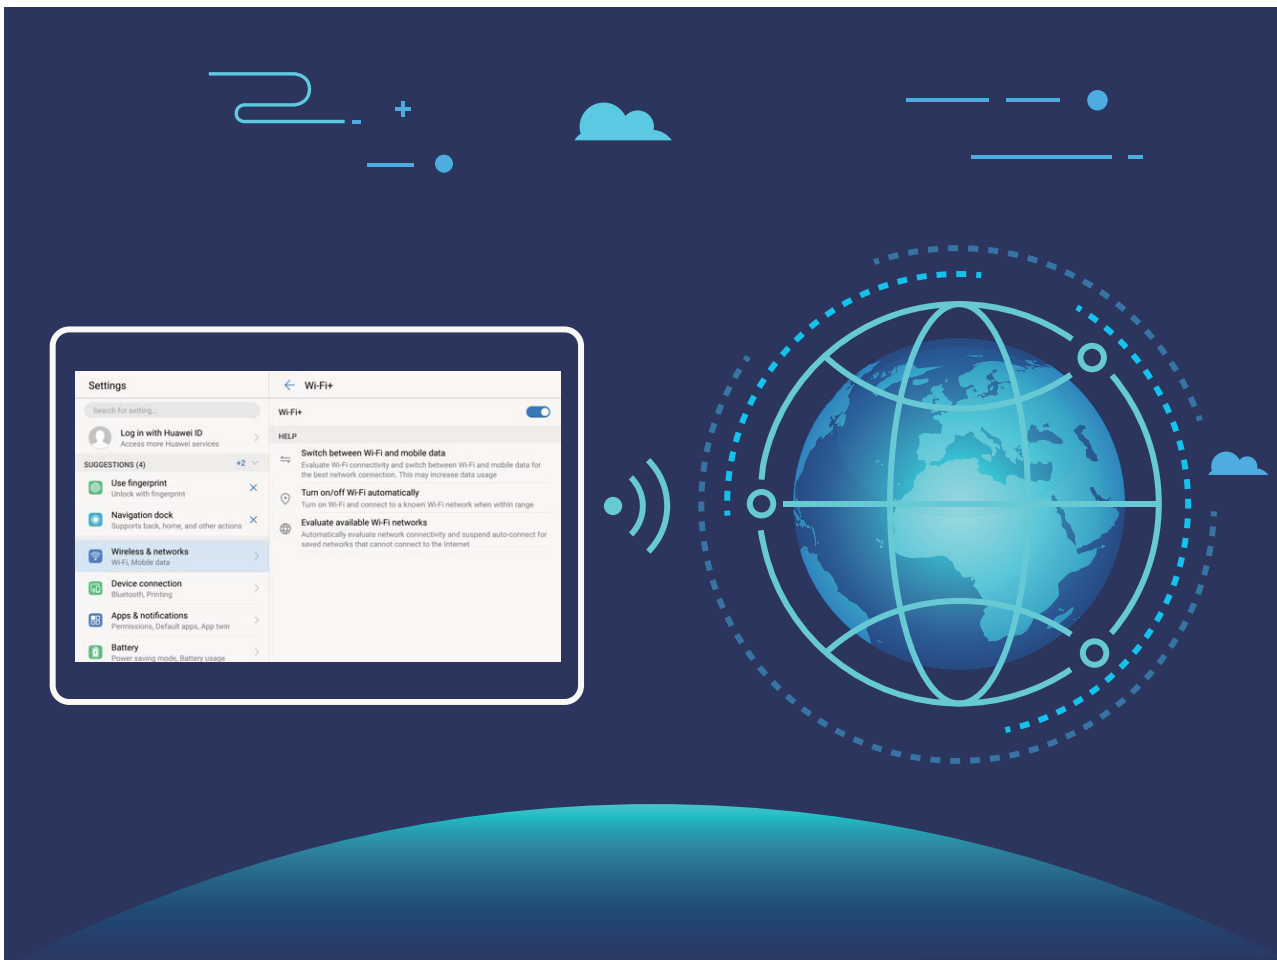 Settings
Search for setting...
Log in with Huawei ID
Access more Huawei services
SUGGESTIONS (4) +2
Use fingerprint
Unlock with fingerprint
Navigation dock
Supports back, home, and other actions
Wireless & networks
Wi-Fi, Mobile data
Device connection
Bluetooth, Printing
Apps & notifications
Permissions, Default apps, App twin
Battery
Power saving mode, Battery usage
Wi-Fi+
Wi-Fi+
HELP
Switch between Wi-Fi and mobile data
Evaluate Wi-Fi connectivity and switch between Wi-Fi and mobile data for
the best network connection. This may increase data usage
Turn on/off Wi-Fi automatically
Turn on Wi-Fi and connect to a known Wi-Fi network when within range
Evaluate available Wi-Fi networks
Automatically evaluate network connectivity and suspend auto-connect for
saved networks that cannot connect to the Internet